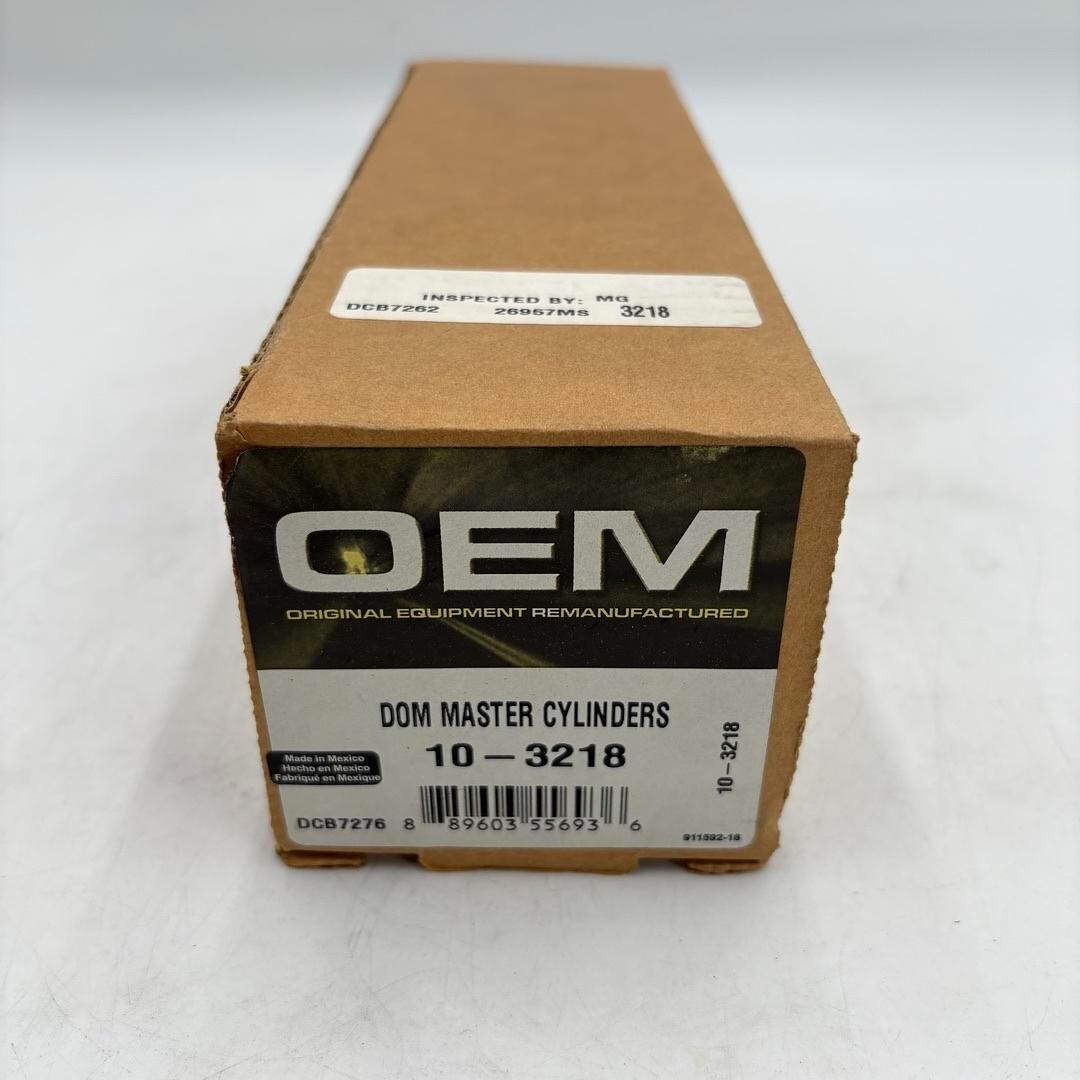 INSPECTED BY: MG
DCB7262 26957MS 3218
OEM
ORIGINAL EQUIPMENT REMANUFACTURED
DOM MASTER CYLINDERS
10-3218
10-3218
Made in Mexico
Hecho en Mexico
Fabriqué en Mexique
DCB7276 8 89603 55693 6
911592-18